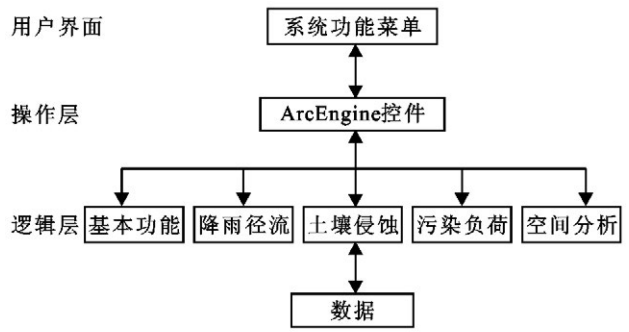 用户界面 系统功能菜单
操作层 ArcEngine控件
逻辑层 基本功能 降雨径流 土壤侵蚀 污染负荷 空间分析
数据